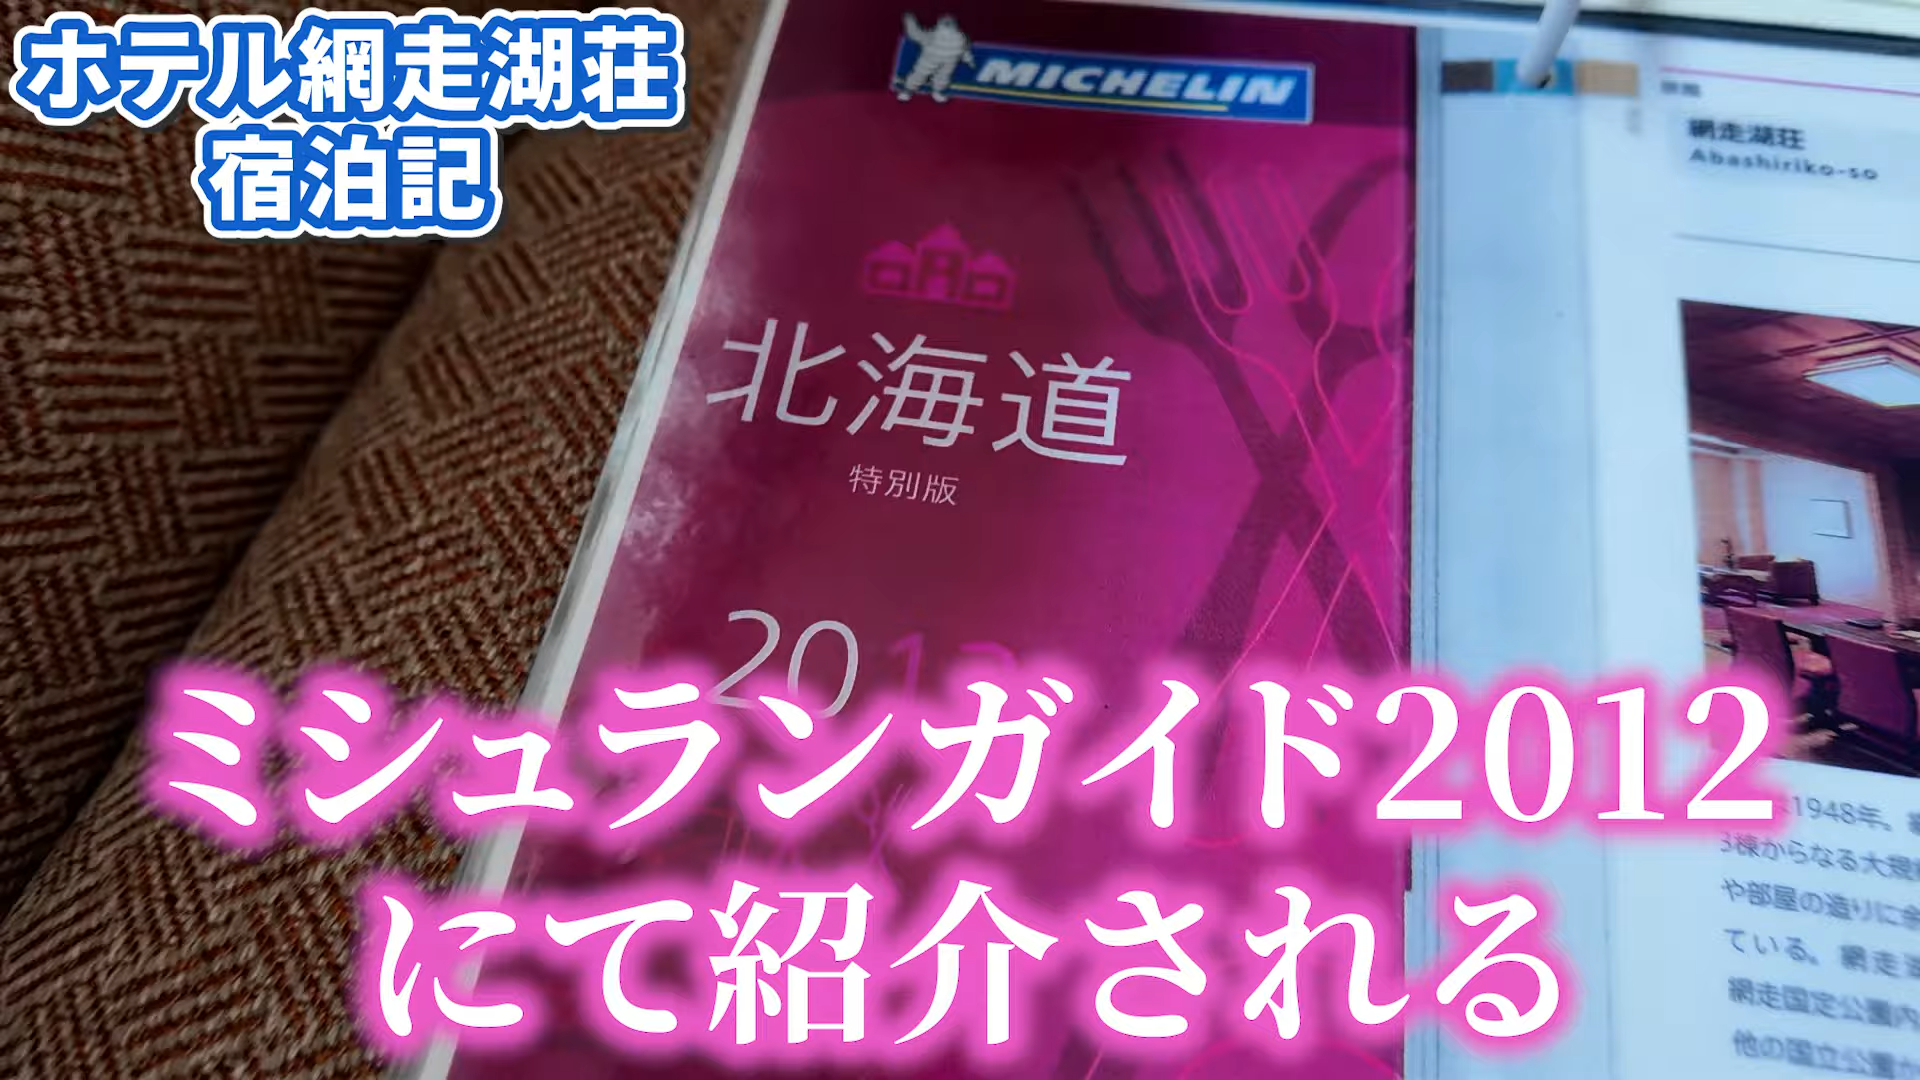 ホテル網走湖荘
宿泊記
MICHELIN
北海道
特別版
2012
網走湖荘
Abashiriko-so
1948年。
3棟からなる大規
や部屋の造りに
ている。網走
網走国定公園内
他の国立公園
ミシュランガイド2012
にて紹介される